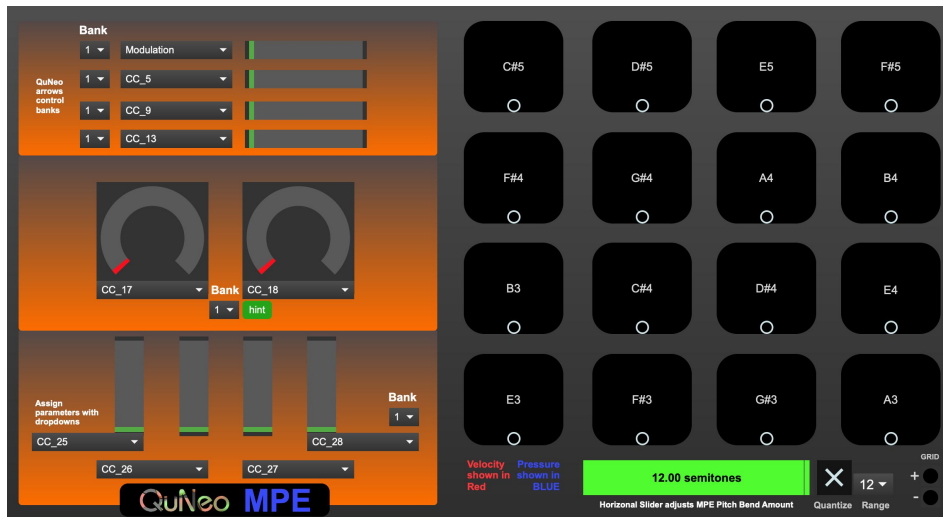 Bank
1 Modulation
1 CC_5
QuNeo
arrows
control
banks
1 CC_9
1 CC_13
CC_17
Bank
CC_18
1
hint
Assign
parameters with
dropdowns
Bank
1
CC_25
CC_28
CC_26
CC_27
QuNeo MPE
C#5 D#5 E5 F#5
F#4 G#4 A4 B4
B3 C#4 D#4 E4
E3 F#3 G#3 A3
Velocity
shown in
Red
Pressure
shown in
BLUE
12.00 semitones
Horizonal Slider adjusts MPE Pitch Bend Amount
Quantize
12
Range
GRID
+
-